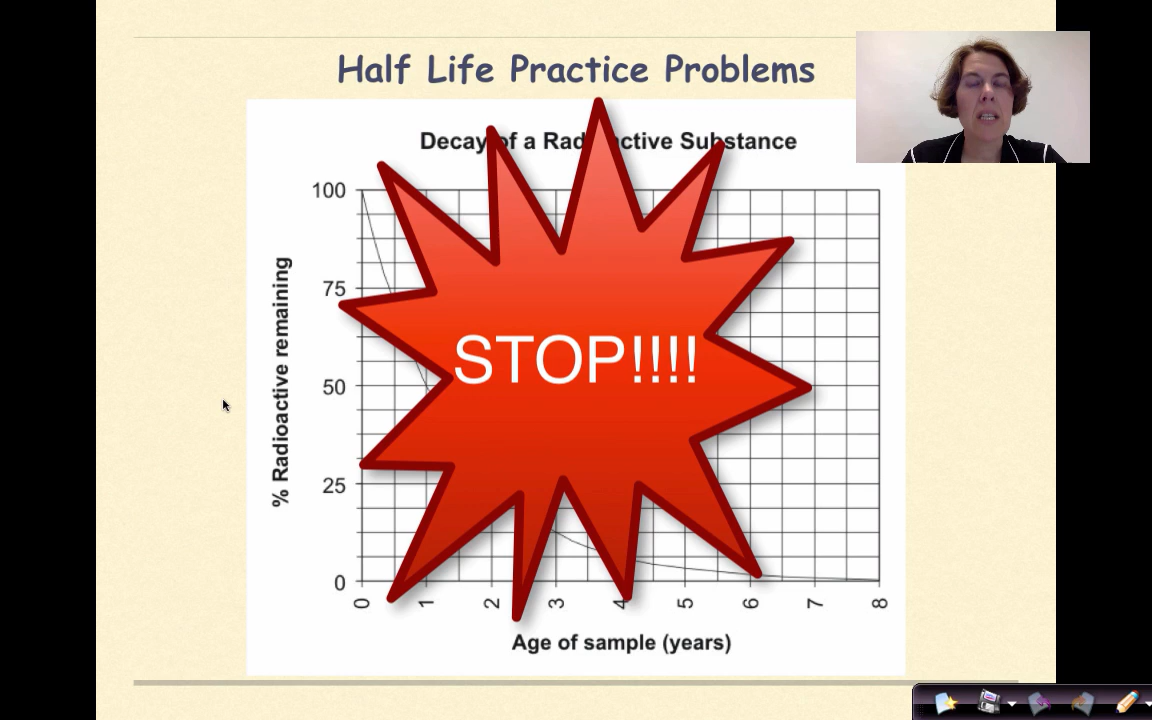 Half Life Practice Problems
Decay of a Radioactive Substance
100
75
50
25
0
% Radioactive remaining
STOP!!!!
0 1 2 3 4 5 6 7 8
Age of sample (years)